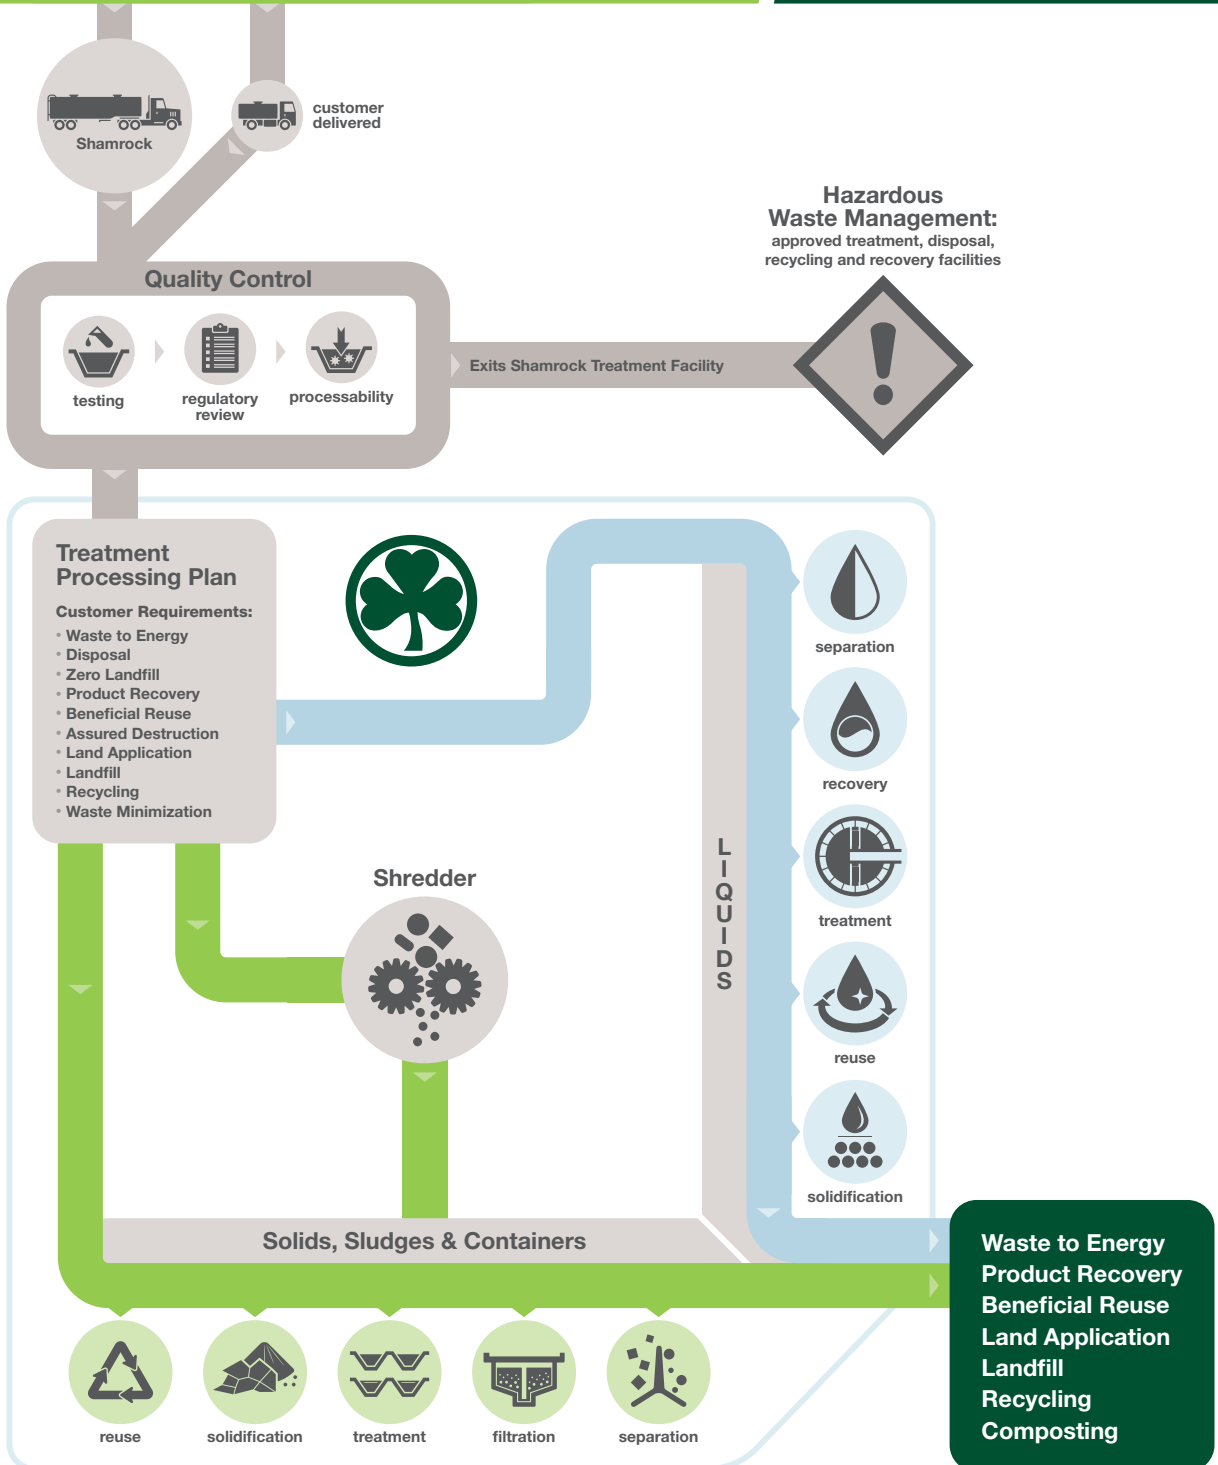 Shamrock
customer
delivered
Hazardous
Waste Management:
approved treatment, disposal,
recycling and recovery facilities
Quality Control
testing
regulatory
review
processability
Exits Shamrock Treatment Facility
Treatment
Processing Plan
Customer Requirements:
• Waste to Energy
• Disposal
• Zero Landfill
• Product Recovery
• Beneficial Reuse
• Assured Destruction
• Land Application
• Landfill
• Recycling
• Waste Minimization
separation
recovery
treatment
reuse
solidification
LIQUIDS
Shredder
Solids, Sludges & Containers
reuse
solidification
treatment
filtration
separation
Waste to Energy
Product Recovery
Beneficial Reuse
Land Application
Landfill
Recycling
Composting